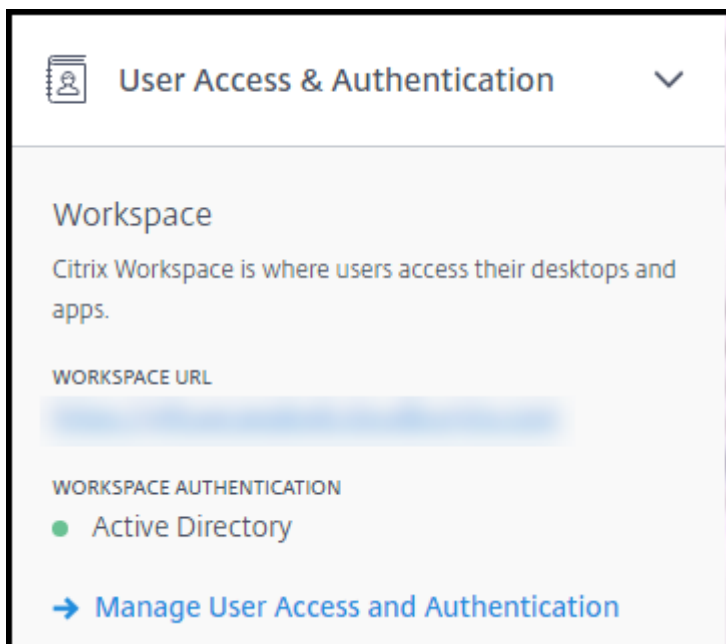 User Access & Authentication
Workspace
Citrix Workspace is where users access their desktops and
apps.
WORKSPACE URL
WORKSPACE AUTHENTICATION
Active Directory
Manage User Access and Authentication